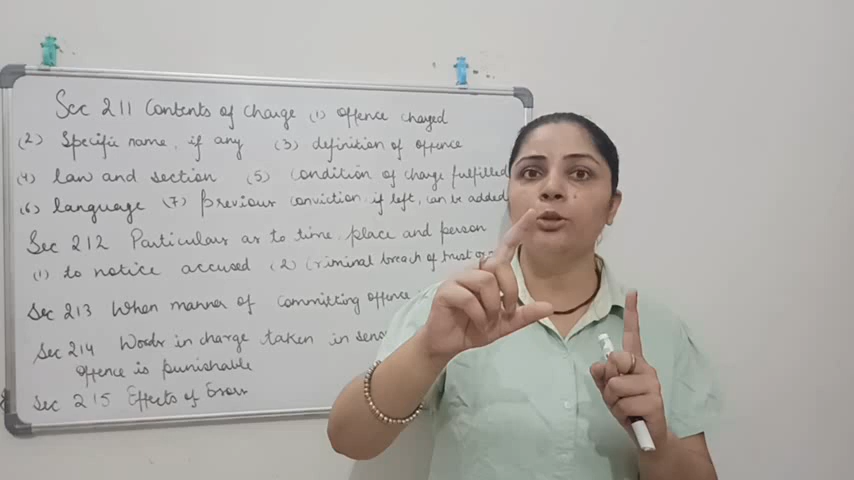 Sec 211 Contents of charge (1) Offence charged
(2) Specific name, if any (3) definition of offence
(4) law and section (5) condition of charge fulfilled
(6) language (7) Previous conviction, if left, can be added
Sec 212 Particulars as to time, place and person
(1) to notice accused (2) Criminal breach of trust or
Sec 213 When manner of committing offence
Sec 214 Words in charge taken in sense
offence is punishable
Sec 215 Effects of Error